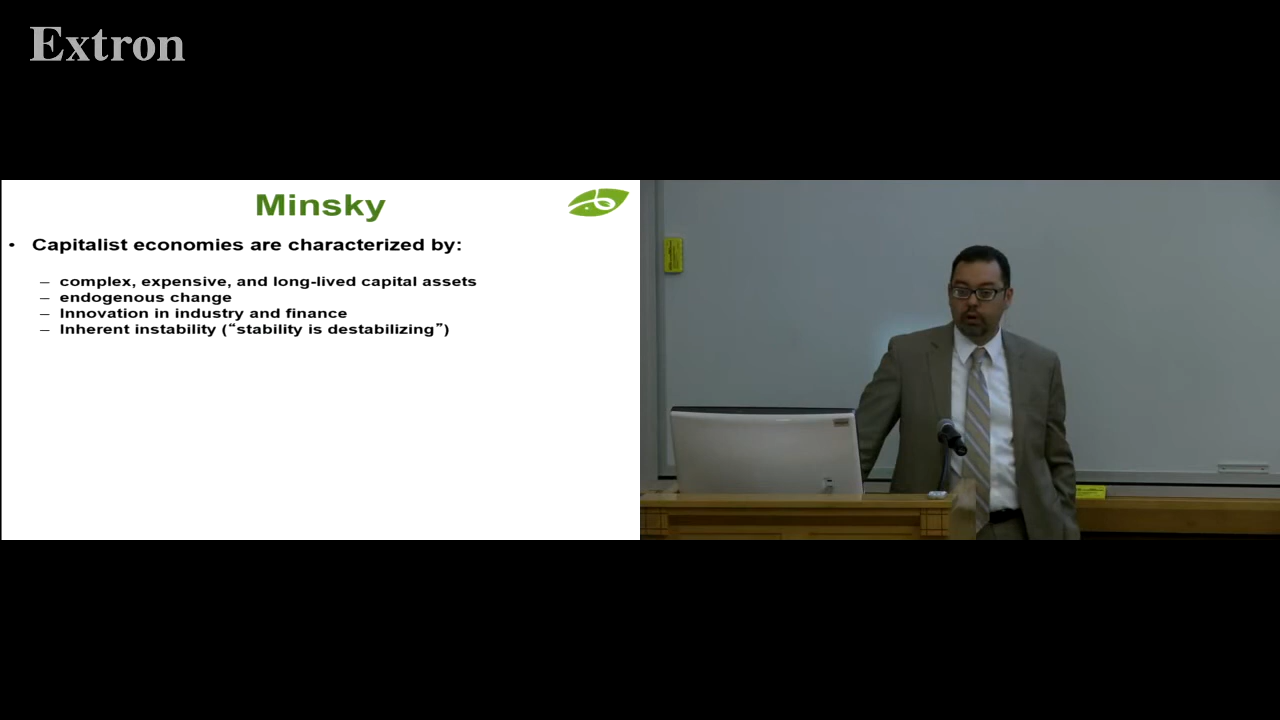 Extron
Minsky
• Capitalist economies are characterized by:
– complex, expensive, and long-lived capital assets
– endogenous change
– Innovation in industry and finance
– Inherent instability (“stability is destabilizing”)